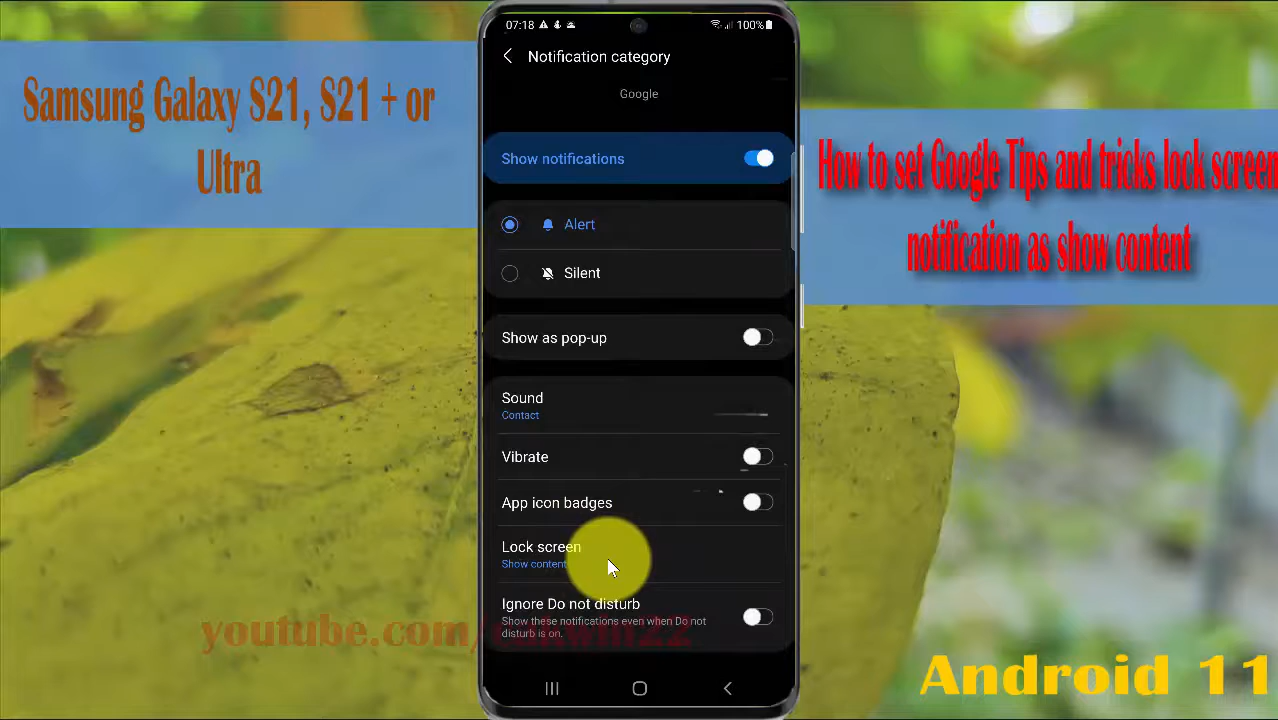 Samsung Galaxy S21, S21 + or
Ultra
07:18
100%
Notification category
Google
Show notifications
Alert
Silent
Show as pop-up
Sound
Contact
Vibrate
App icon badges
Lock screen
Show content
Ignore Do not disturb
Show these notifications even when Do not
disturb is on.
How to set Google Tips and tricks lock screen
notification as show content
Android 11